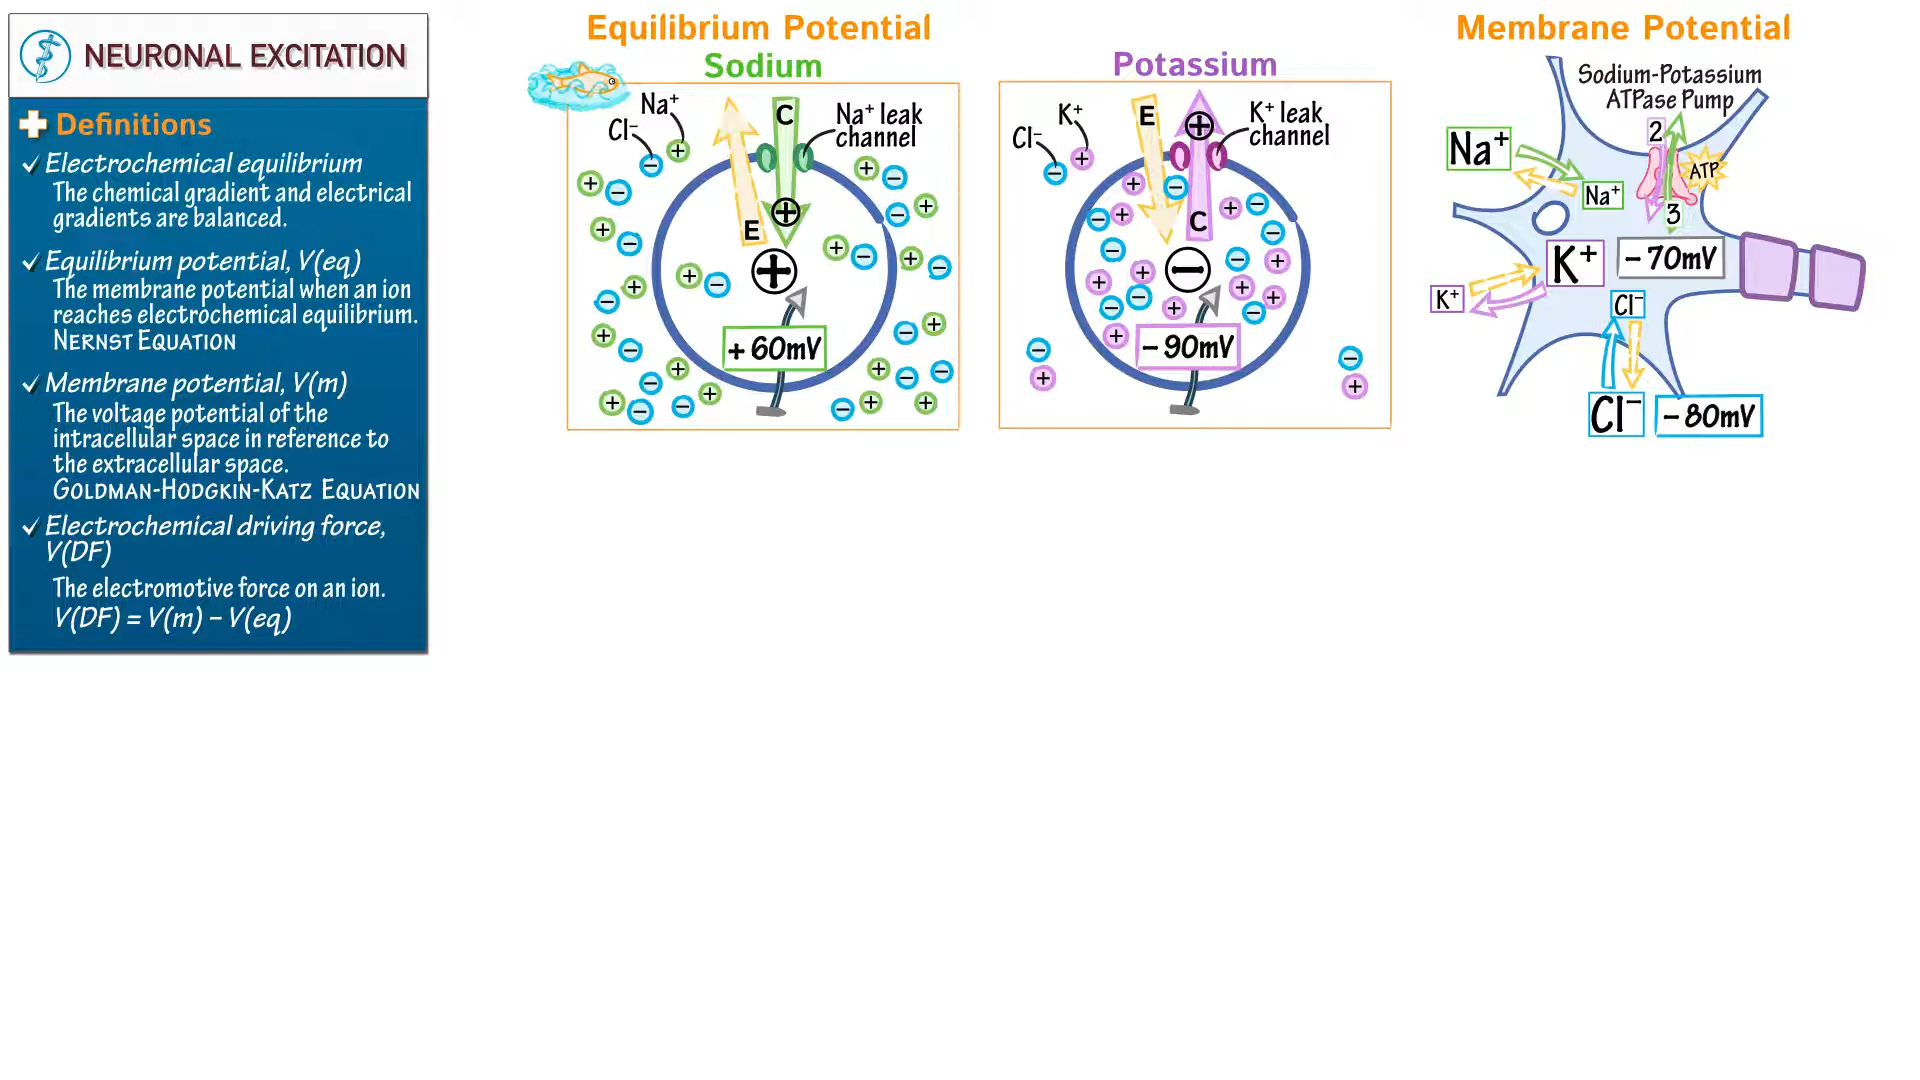 NEURONAL EXCITATION
Definitions
Electrochemical equilibrium
The chemical gradient and electrical
gradients are balanced.
Equilibrium potential, V(eq)
The membrane potential when an ion
reaches electrochemical equilibrium.
NERNST EQUATION
Membrane potential, V(m)
The voltage potential of the
intracellular space in reference to
the extracellular space.
GOLDMAN-HODGKIN-KATZ EQUATION
Electrochemical driving force,
V(DF)
The electromotive force on an ion.
V(DF) = V(m) − V(eq)
Equilibrium Potential
Sodium
Na⁺
Cl⁻
C
Na⁺ leak
channel
E
+
+ 60mV
Potassium
K⁺
Cl⁻
E
+
K⁺ leak
channel
C
−
− 90mV
Membrane Potential
Sodium-Potassium
ATPase Pump
2
Na⁺
ATP
Na⁺
3
K⁺
− 70mV
K⁺
Cl⁻
Cl⁻
− 80mV